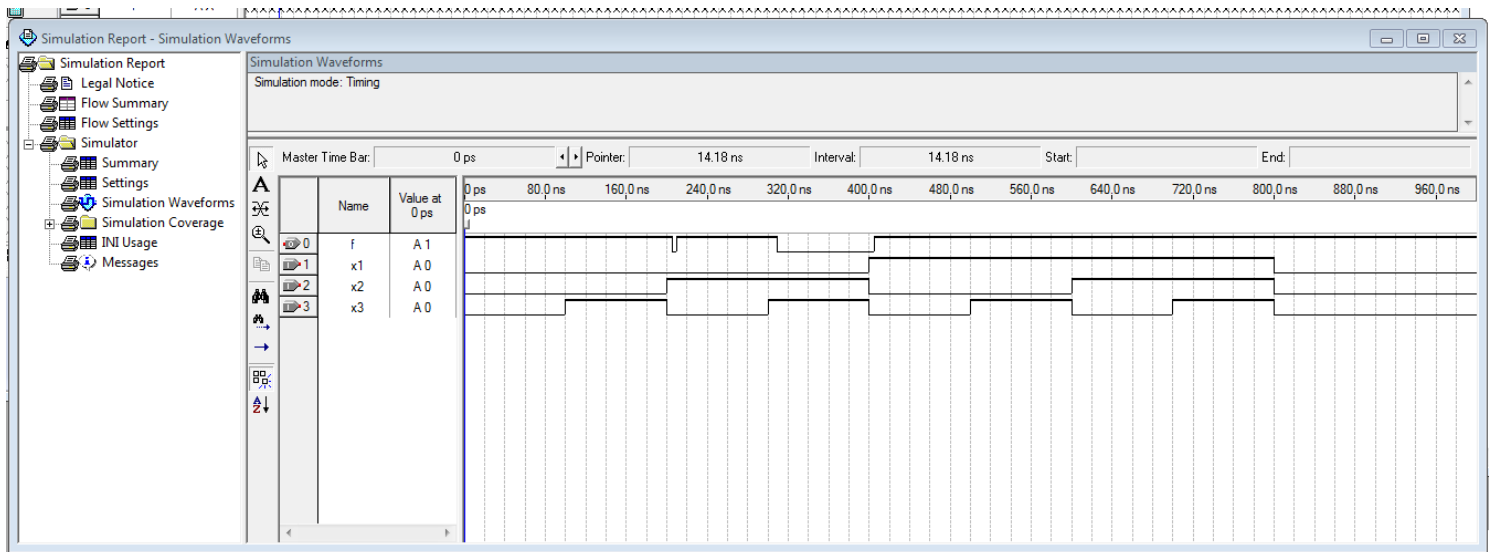 Simulation Report - Simulation Waveforms
Simulation Report
Legal Notice
Flow Summary
Flow Settings
Simulator
Summary
Settings
Simulation Waveforms
Simulation Coverage
INI Usage
Messages
Simulation Waveforms
Simulation mode: Timing
Master Time Bar: 0 ps Pointer: 14.18 ns Interval: 14.18 ns Start: End:
Name Value at 0 ps
0 ps 80.0 ns 160.0 ns 240.0 ns 320.0 ns 400.0 ns 480.0 ns 560.0 ns 640.0 ns 720.0 ns 800.0 ns 880.0 ns 960.0 ns
0 ps
0 f A 1
1 x1 A 0
2 x2 A 0
3 x3 A 0